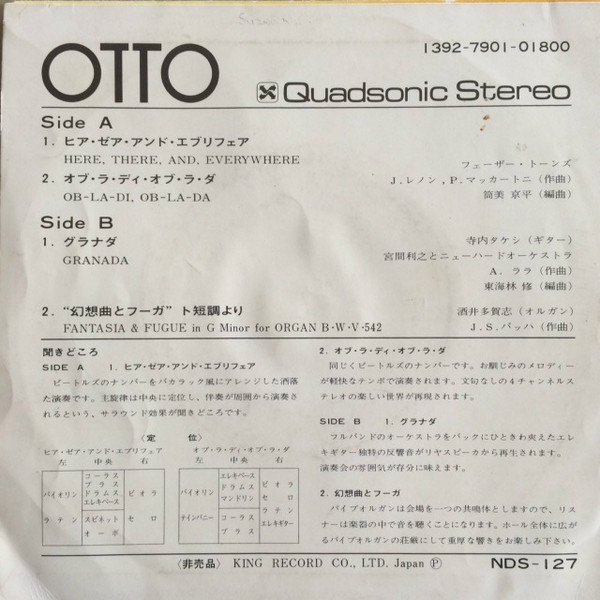 OTTO
1392-7901-01800
Quadsonic Stereo
Side A
1. ヒア・ゼア・アンド・エブリフェア
HERE, THERE, AND, EVERYWHERE
フェーザー・トーンズ
2. オブ・ラ・ディ・オブ・ラ・ダ
J.レノン, P.マッカートニ (作曲)
OB-LA-DI, OB-LA-DA
筒美 京平 (編曲)
Side B
1. グラナダ
寺内タケシ (ギター)
GRANADA
宮間利之とニューハードオーケストラ
A. ララ (作曲)
東海林 修 (編曲)
2. “幻想曲とフーガ” ト短調より
酒井多賀志 (オルガン)
FANTASIA & FUGUE in G Minor for ORGAN B・W・V・542
J.S.バッハ (作曲)
聞きどころ
SIDE A 1. ヒア・ゼア・アンド・エブリフェア
ビートルズのナンバーをバカラック風にアレンジした洒落
た演奏です。主旋律は中央に定位し、伴奏が周囲から演奏さ
れるという、サラウンド効果が聞きどころです。
〈定 位〉
ヒア・ゼア・アンド・エブリフェア
左 中央 右
コーラス
ブラス
バイオリン ドラムス ビオラ
エレキベース
ラテン スピネット セロ
オーボ
オブ・ラ・ディ・オブ・ラ・ダ
左 中央 右
エレキベース
ビオラ
バイオリン ドラムス
セロ
マンドリン
ラテン
テインパニー コーラス
エレキギター
ブラス
2. オブ・ラ・ディ・オブ・ラ・ダ
同じくビートルズのナンバーです。お馴じみのメロディー
が軽快なテンポで演奏されます。文句なしの4チャンネルス
テレオの楽しい世界が再現されます。
SIDE B 1. グラナダ
フルバンドのオーケストラをバックにひときわ映えたエレ
キギター独特の反響音がリヤスピーカから再生されます。
演奏会の雰囲気が存分に味えます。
2. 幻想曲とフーガ
パイプオルガンは会場を一つの共鳴体としますので、リス
ナーは楽器の中で音を聴くことになります。ホール全体に広が
るパイプオルガンの荘厳にして重厚な響きをお楽しみ下さい。
〈非売品〉 KING RECORD CO., LTD. Japan Ⓟ
NDS-127